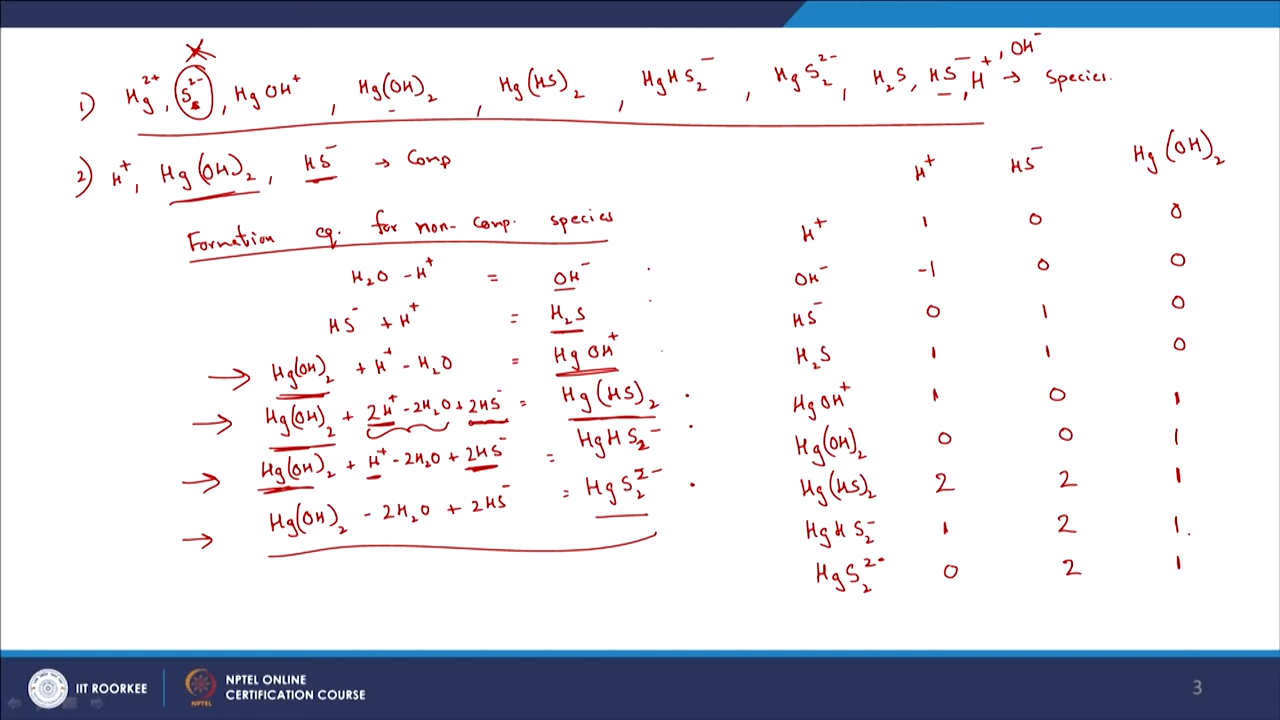 1) Hg²⁺, S²⁻, HgOH⁺, Hg(OH)₂, Hg(HS)₂, HgHS₂⁻, HgS₂²⁻, H₂S, HS⁻, H⁺, OH⁻ → Species.
2) H⁺, Hg(OH)₂, HS⁻ → Comp
Formation eq. for non-comp. species
H₂O - H⁺ = OH⁻
HS⁻ + H⁺ = H₂S
→ Hg(OH)₂ + H⁺ - H₂O = HgOH⁺
→ Hg(OH)₂ + 2H⁺ - 2H₂O + 2HS⁻ = Hg(HS)₂
→ Hg(OH)₂ + H⁺ - 2H₂O + 2HS⁻ = HgHS₂⁻
→ Hg(OH)₂ - 2H₂O + 2HS⁻ = HgS₂²⁻
H⁺ HS⁻ Hg(OH)₂
H⁺ 1 0 0
OH⁻ -1 0 0
HS⁻ 0 1 0
H₂S 1 1 0
HgOH⁺ 1 0 1
Hg(OH)₂ 0 0 1
Hg(HS)₂ 2 2 1
HgHS₂⁻ 1 2 1
HgS₂²⁻ 0 2 1
IIT ROORKEE
NPTEL
NPTEL ONLINE
CERTIFICATION COURSE
3